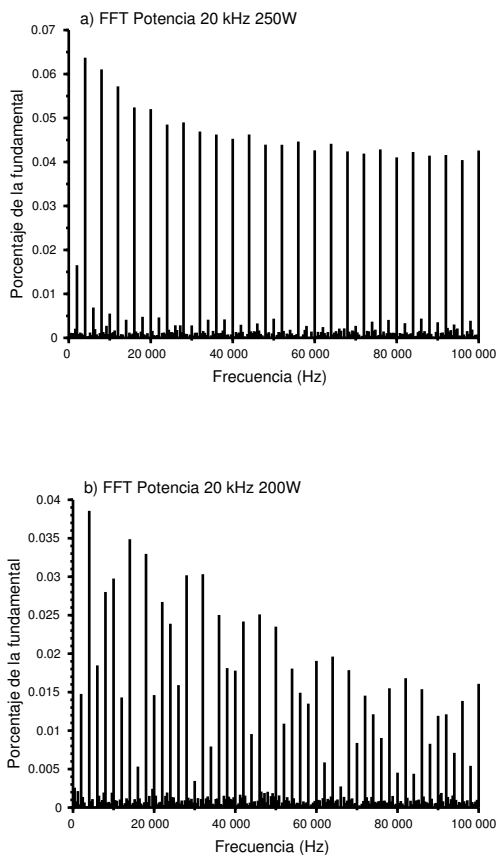 a) FFT Potencia 20 kHz 250W
0.07
0.06
0.05
0.04
0.03
0.02
0.01
0
Porcentaje de la fundamental
0 20 000 40 000 60 000 80 000 100 000
Frecuencia (Hz)
b) FFT Potencia 20 kHz 200W
0.04
0.035
0.03
0.025
0.02
0.015
0.01
0.005
0
Porcentaje de la fundamental
0 20 000 40 000 60 000 80 000 100 000
Frecuencia (Hz)